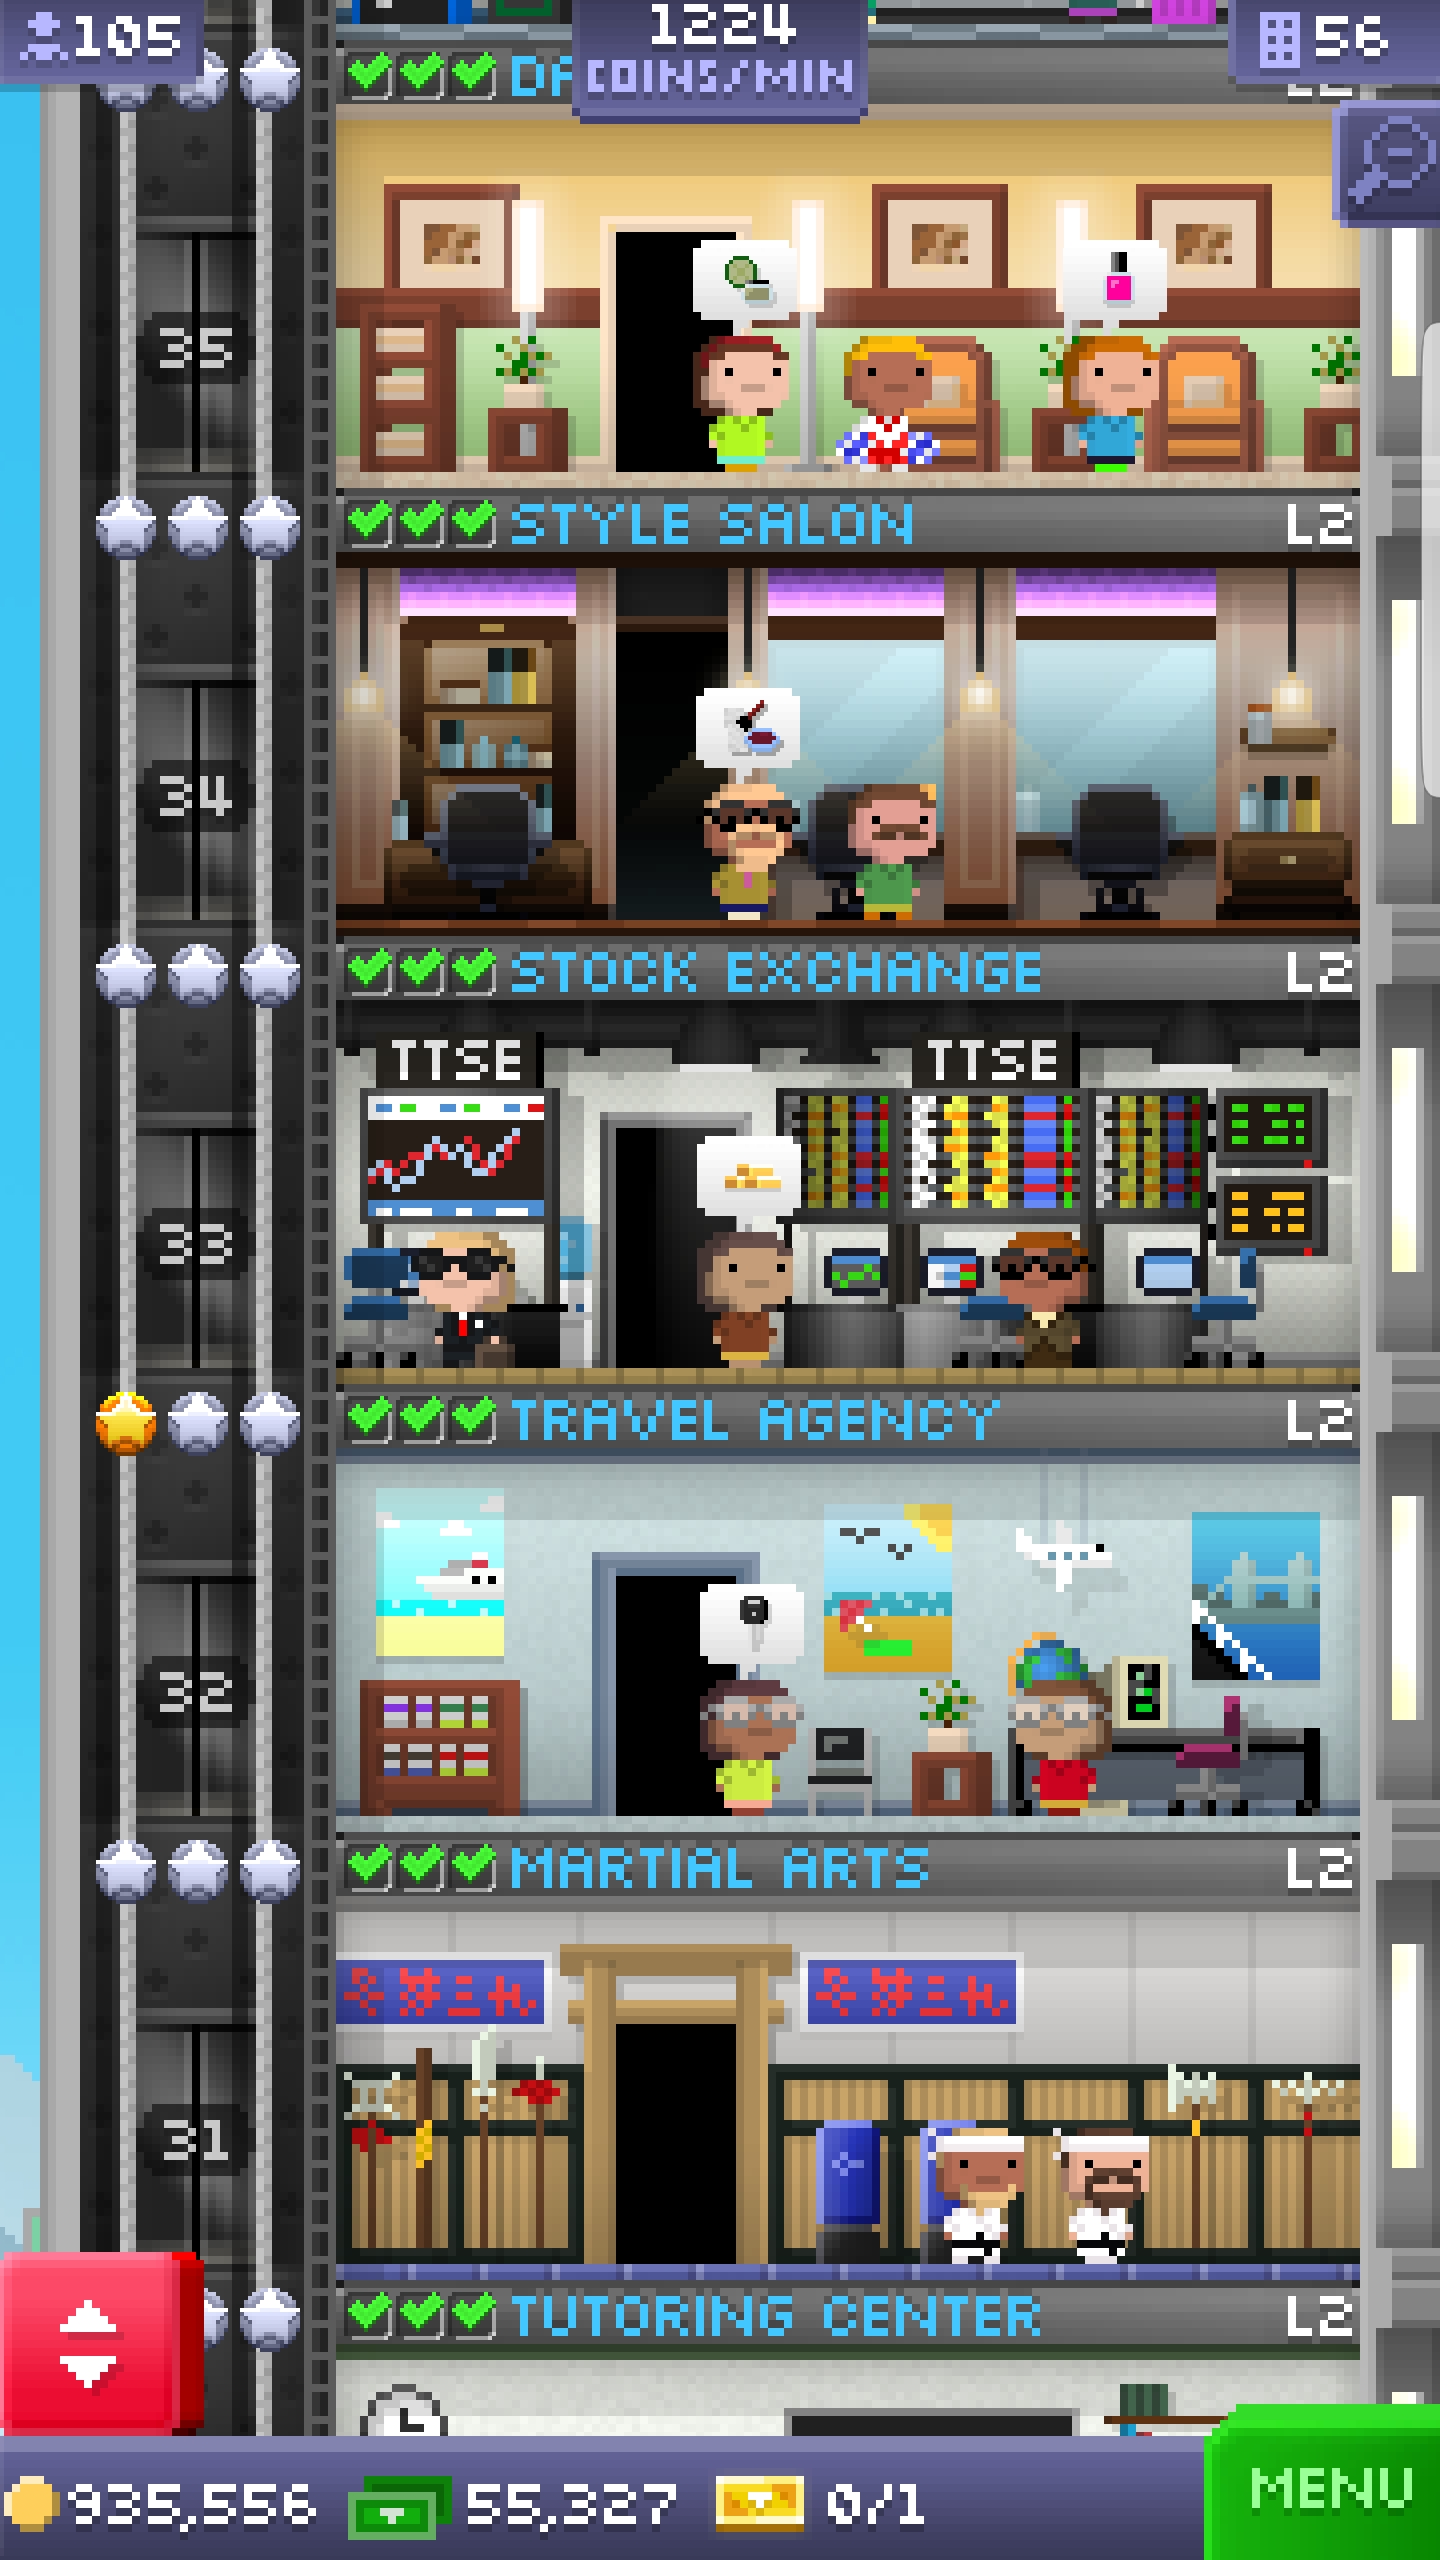 105
1224
COINS/MIN
56
35
STYLE SALON L2
34
STOCK EXCHANGE L2
TTSE TTSE
33
TRAVEL AGENCY L2
32
MARTIAL ARTS L2
31
TUTORING CENTER L2
MENU
935,556 55,327 0/1